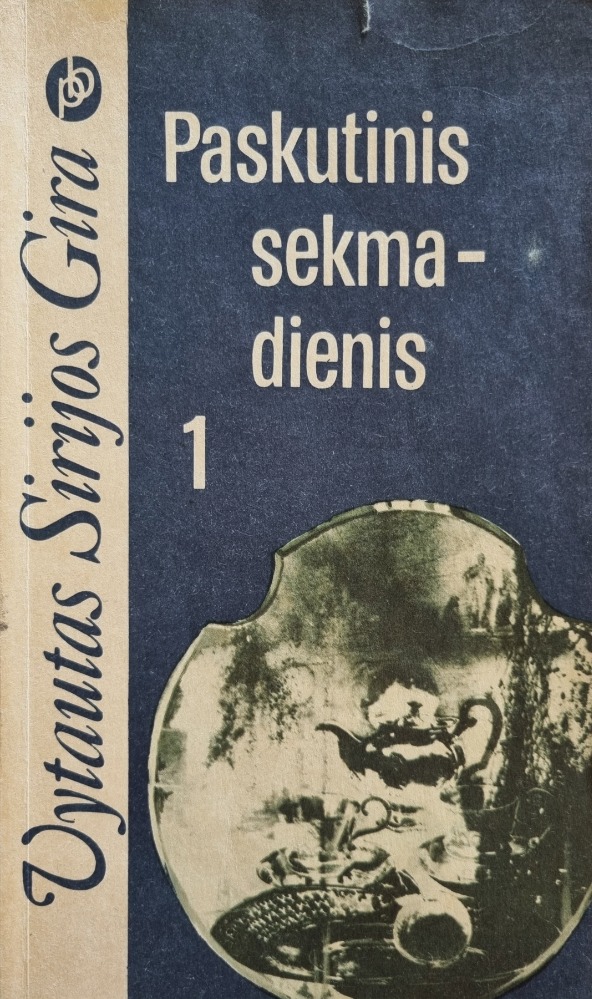 Vytautas Sirijos Gira
Paskutinis
sekma-
dienis
1